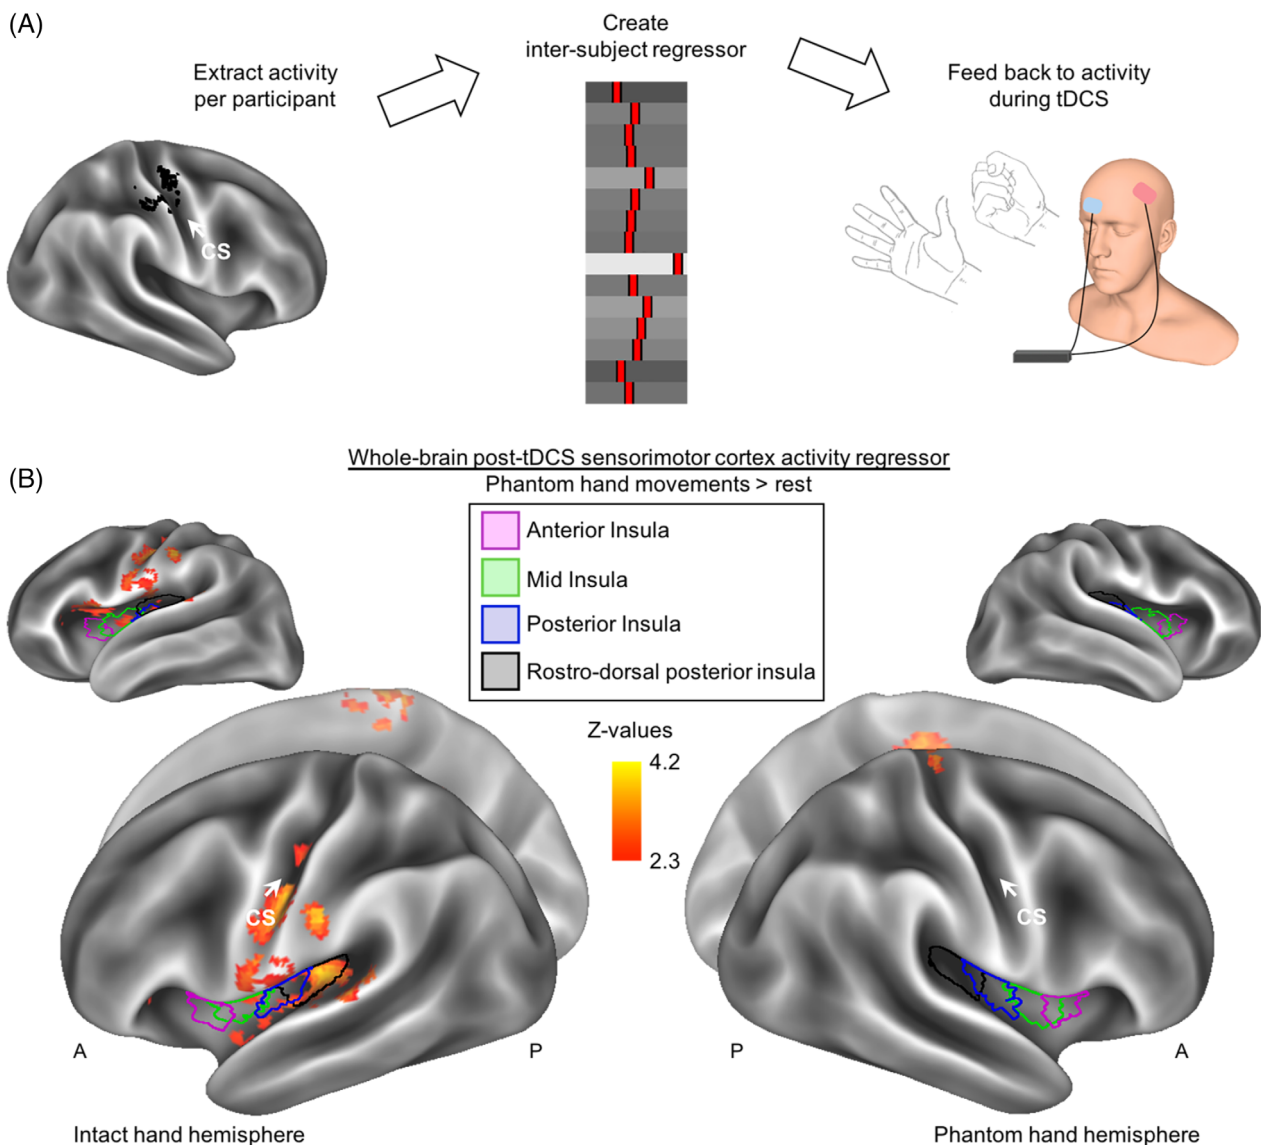 (A)
Extract activity
per participant
Create
inter-subject regressor
Feed back to activity
during tDCS
CS
(B)
Whole-brain post-tDCS sensorimotor cortex activity regressor
Phantom hand movements > rest
Anterior Insula
Mid Insula
Posterior Insula
Rostro-dorsal posterior insula
Z-values
4.2
2.3
CS
CS
A
P
P
A
Intact hand hemisphere
Phantom hand hemisphere